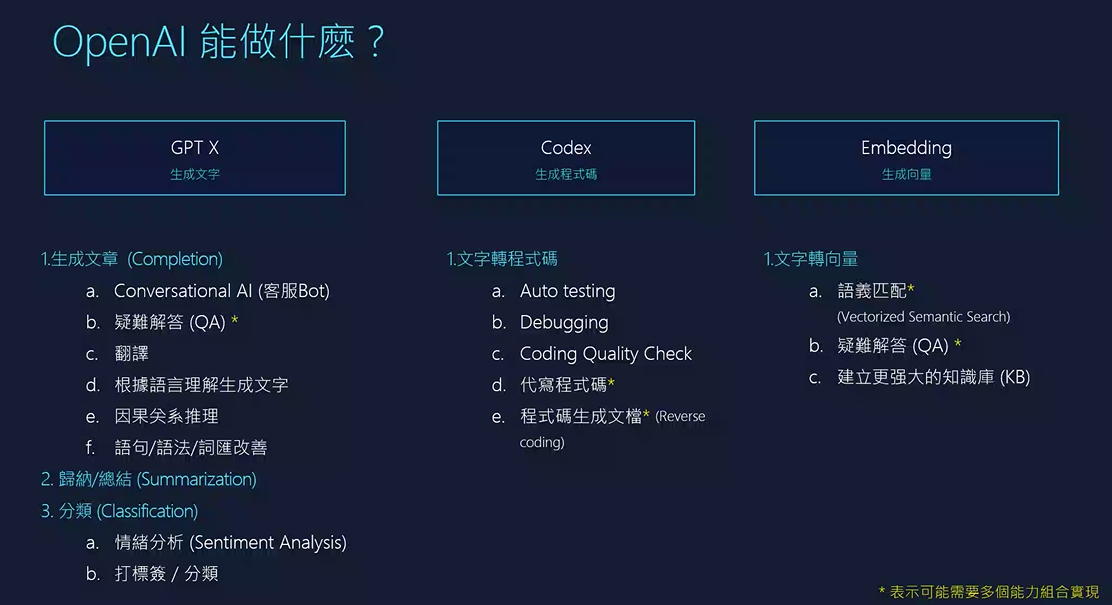 OpenAI 能做什麽？
GPT X
生成文字
1.生成文章 (Completion)
a. Conversational AI (客服Bot)
b. 疑難解答 (QA) *
c. 翻譯
d. 根據語言理解生成文字
e. 因果关系推理
f. 語句/語法/詞匯改善
2. 歸納/總結 (Summarization)
3. 分類 (Classification)
a. 情緒分析 (Sentiment Analysis)
b. 打標簽 / 分類
Codex
生成程式碼
1.文字轉程式碼
a. Auto testing
b. Debugging
c. Coding Quality Check
d. 代寫程式碼*
e. 程式碼生成文檔* (Reverse
coding)
Embedding
生成向量
1.文字轉向量
a. 語義匹配*
(Vectorized Semantic Search)
b. 疑難解答 (QA) *
c. 建立更强大的知識庫 (KB)
* 表示可能需要多個能力組合實現